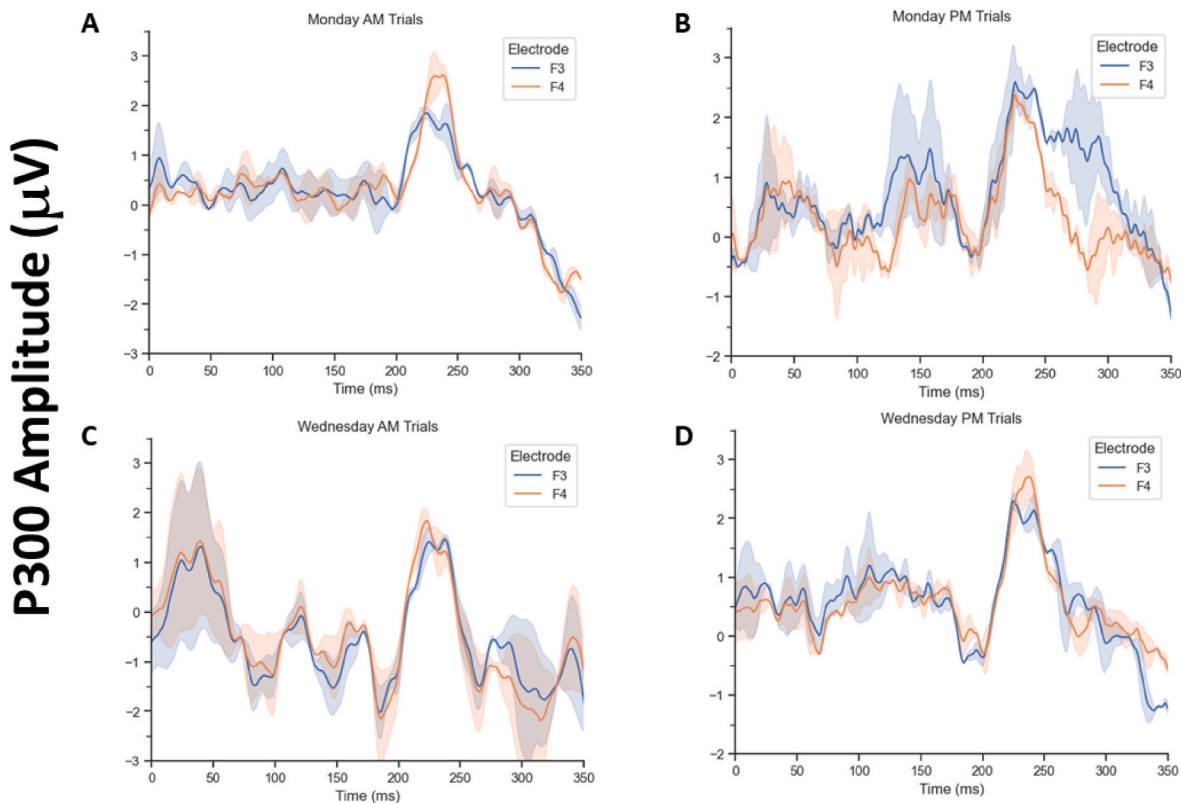 P300 Amplitude (µV)
A
Monday AM Trials
Electrode
F3
F4
3
2
1
0
−1
−2
−3
0 50 100 150 200 250 300 350
Time (ms)
B
Monday PM Trials
Electrode
F3
F4
3
2
1
0
−1
−2
0 50 100 150 200 250 300 350
Time (ms)
C
Wednesday AM Trials
Electrode
F3
F4
3
2
1
0
−1
−2
−3
0 50 100 150 200 250 300 350
Time (ms)
D
Wednesday PM Trials
Electrode
F3
F4
3
2
1
0
−1
−2
0 50 100 150 200 250 300 350
Time (ms)